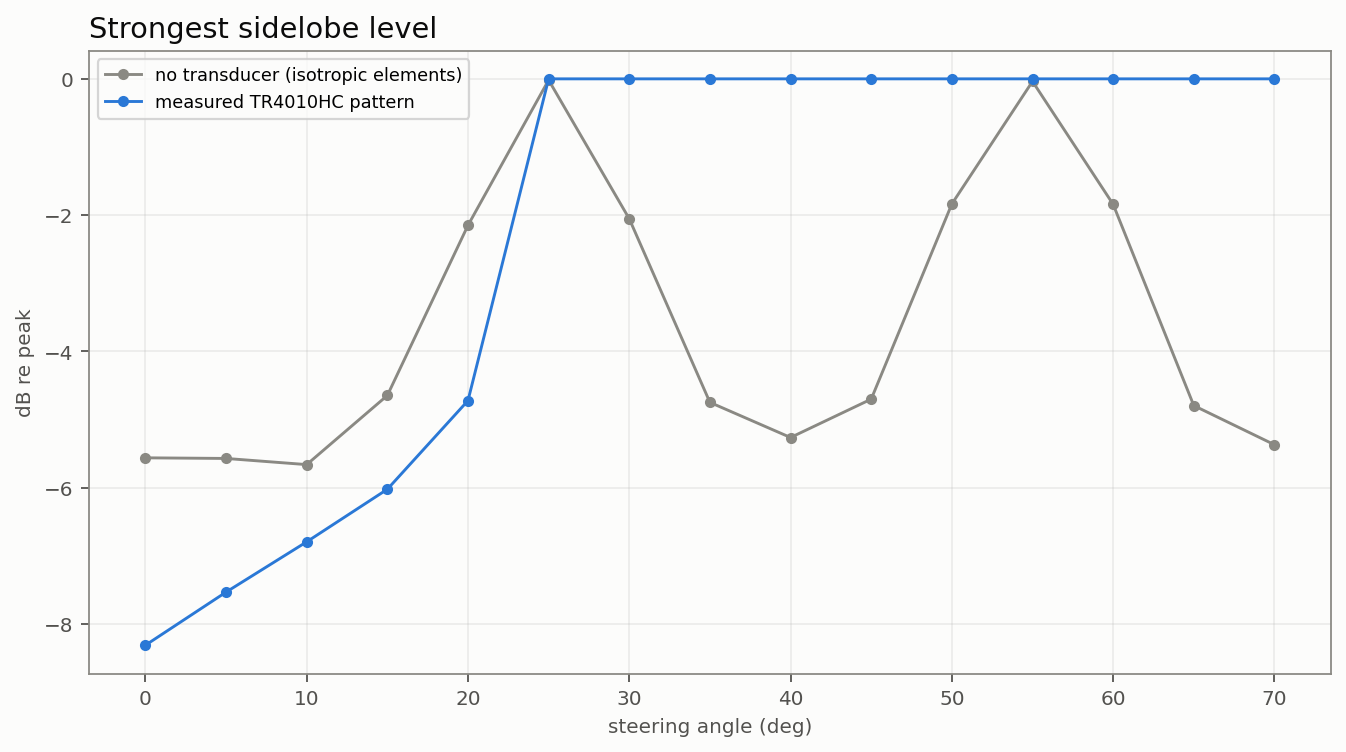 Strongest sidelobe level
no transducer (isotropic elements)
measured TR4010HC pattern
dB re peak
0
−2
−4
−6
−8
0 10 20 30 40 50 60 70
steering angle (deg)